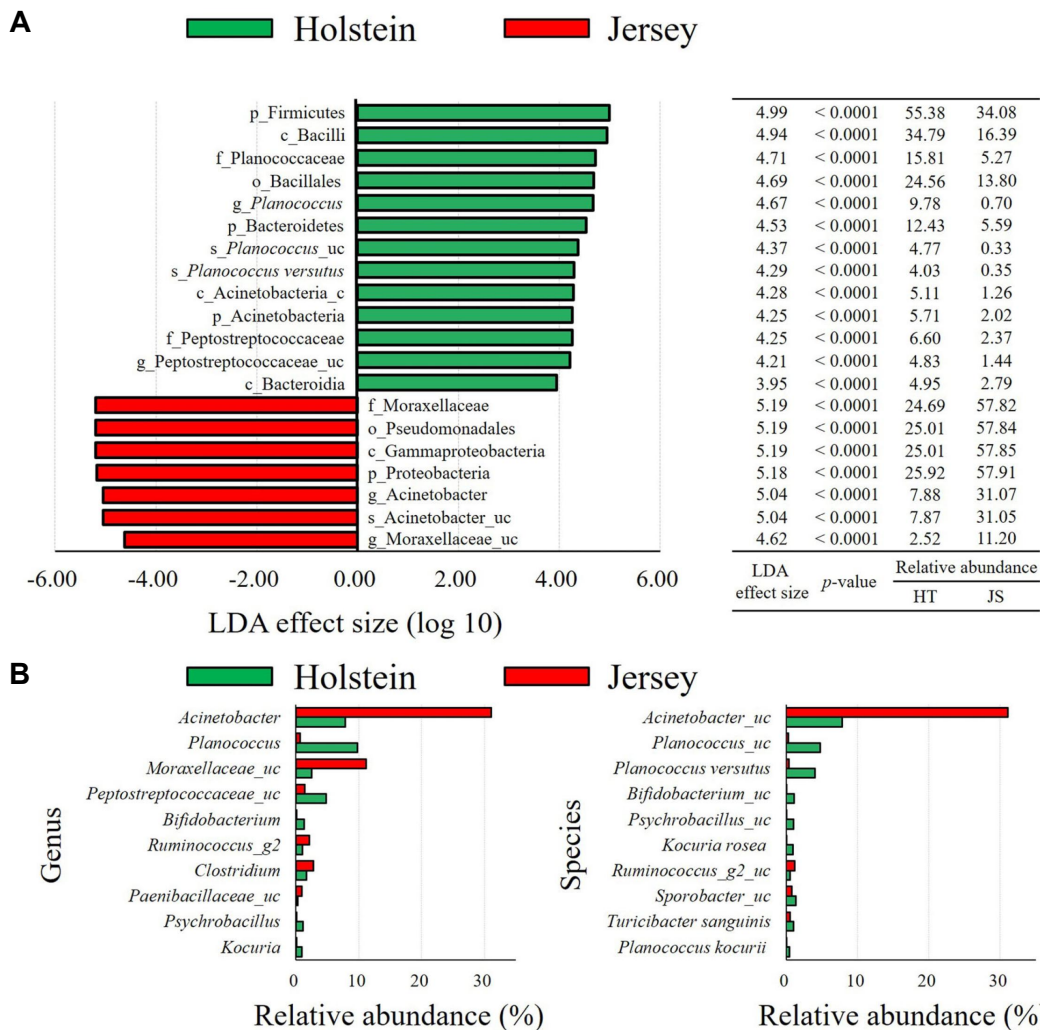 A
Holstein Jersey
p_Firmicutes 4.99 < 0.0001 55.38 34.08
c_Bacilli 4.94 < 0.0001 34.79 16.39
f_Planococcaceae 4.71 < 0.0001 15.81 5.27
o_Bacillales 4.69 < 0.0001 24.56 13.80
g_Planococcus 4.67 < 0.0001 9.78 0.70
p_Bacteroidetes 4.53 < 0.0001 12.43 5.59
s_Planococcus_uc 4.37 < 0.0001 4.77 0.33
s_Planococcus versutus 4.29 < 0.0001 4.03 0.35
c_Acinetobacteria_c 4.28 < 0.0001 5.11 1.26
p_Acinetobacteria 4.25 < 0.0001 5.71 2.02
f_Peptostreptococcaceae 4.25 < 0.0001 6.60 2.37
g_Peptostreptococcaceae_uc 4.21 < 0.0001 4.83 1.44
c_Bacteroidia 3.95 < 0.0001 4.95 2.79
f_Moraxellaceae 5.19 < 0.0001 24.69 57.82
o_Pseudomonadales 5.19 < 0.0001 25.01 57.84
c_Gammaproteobacteria 5.19 < 0.0001 25.01 57.85
p_Proteobacteria 5.18 < 0.0001 25.92 57.91
g_Acinetobacter 5.04 < 0.0001 7.88 31.07
s_Acinetobacter_uc 5.04 < 0.0001 7.87 31.05
g_Moraxellaceae_uc 4.62 < 0.0001 2.52 11.20
-6.00 -4.00 -2.00 0.00 2.00 4.00 6.00
LDA effect size (log 10)
LDA effect size p-value Relative abundance
HT JS
B
Holstein Jersey
Genus
Acinetobacter
Planococcus
Moraxellaceae_uc
Peptostreptococcaceae_uc
Bifidobacterium
Ruminococcus_g2
Clostridium
Paenibacillaceae_uc
Psychrobacillus
Kocuria
0 10 20 30
Relative abundance (%)
Species
Acinetobacter_uc
Planococcus_uc
Planococcus versutus
Bifidobacterium_uc
Psychrobacillus_uc
Kocuria rosea
Ruminococcus_g2_uc
Sporobacter_uc
Turicibacter sanguinis
Planococcus kocurii
0 10 20 30
Relative abundance (%